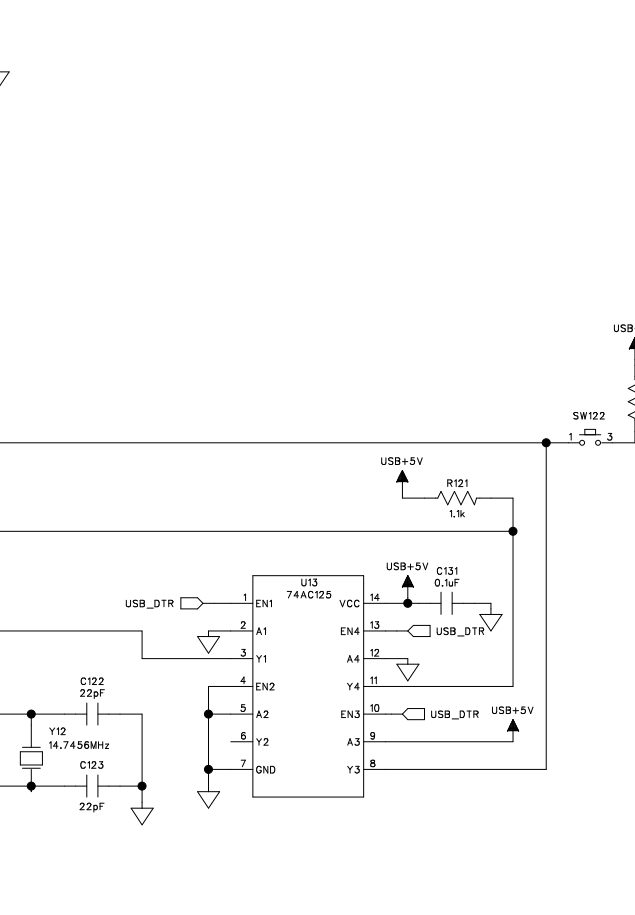 USB
SW122
1
3
USB+5V
R121
1.1k
USB+5V
C131
0.1uF
U13
74AC125
USB_DTR
1
EN1
VCC
14
2
A1
EN4
13
USB_DTR
3
Y1
A4
12
4
EN2
Y4
11
5
A2
EN3
10
USB_DTR
USB+5V
6
Y2
A3
9
7
GND
Y3
8
C122
22pF
Y12
14.7456MHz
C123
22pF